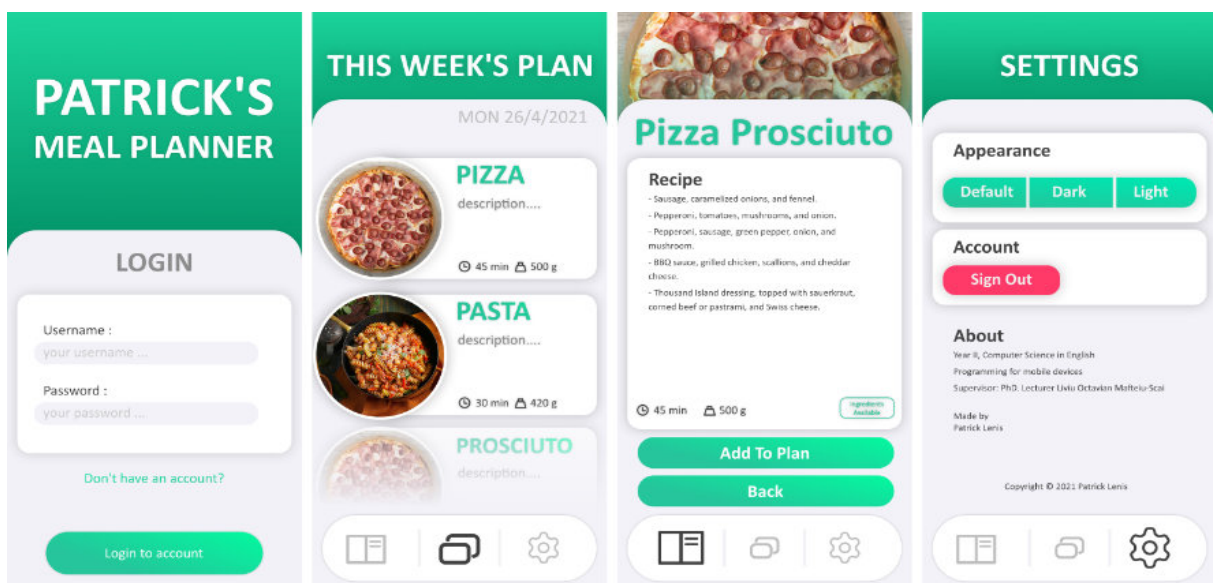 PATRICK'S
MEAL PLANNER
LOGIN
Username :
your username ...
Password :
your password ...
Don't have an account?
Login to account
THIS WEEK'S PLAN
MON 26/4/2021
PIZZA
description....
45 min 500 g
PASTA
description....
30 min 420 g
PROSCIUTO
description....
Pizza Prosciuto
Recipe
- Sausage, caramelized onions, and fennel.
- Pepperoni, tomatoes, mushrooms, and onion.
- Pepperoni, sausage, green pepper, onion, and
mushroom.
- BBQ sauce, grilled chicken, scallions, and cheddar
cheese.
- Thousand Island dressing, topped with sauerkraut,
corned beef or pastrami, and Swiss cheese.
45 min 500 g
Ingredients
Available
Add To Plan
Back
SETTINGS
Appearance
Default Dark Light
Account
Sign Out
About
Year II, Computer Science in English
Programming for mobile devices
Supervisor: PhD. Lecturer Liviu Octavian Mafteiu-Scai
Made by
Patrick Lenis
Copyright © 2021 Patrick Lenis